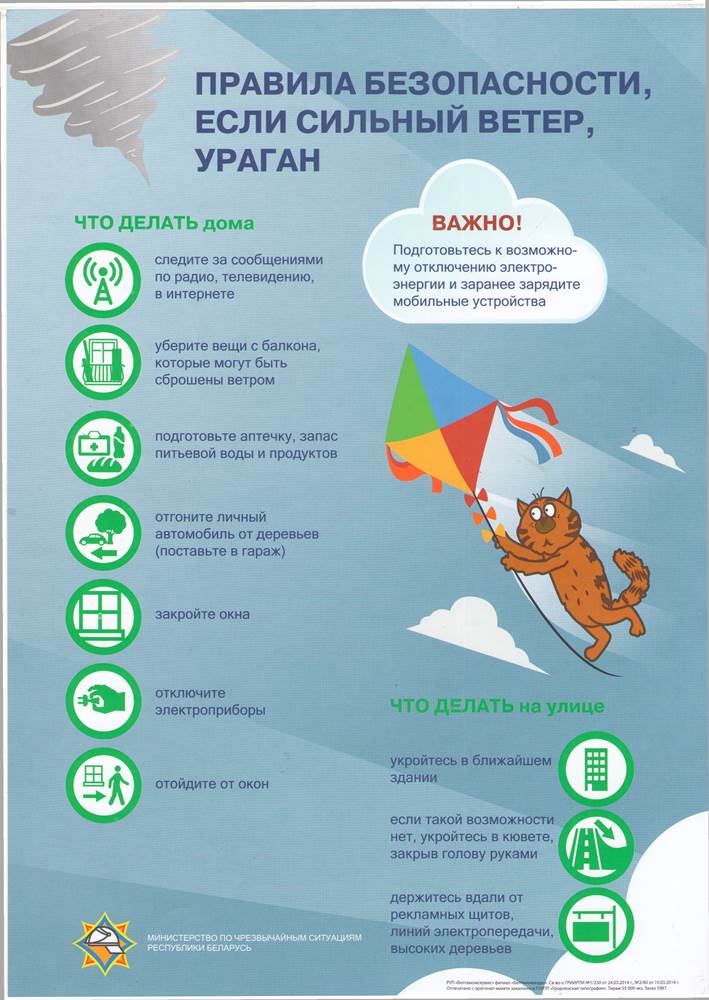 ПРАВИЛА БЕЗОПАСНОСТИ,
ЕСЛИ СИЛЬНЫЙ ВЕТЕР,
УРАГАН
ЧТО ДЕЛАТЬ дома
следите за сообщениями
по радио, телевидению,
в интернете
уберите вещи с балкона,
которые могут быть
сброшены ветром
подготовьте аптечку, запас
питьевой воды и продуктов
отгоните личный
автомобиль от деревьев
(поставьте в гараж)
закройте окна
отключите
электроприборы
отойдите от окон
ВАЖНО!
Подготовьтесь к возможно-
му отключению электро-
энергии и заранее зарядите
мобильные устройства
ЧТО ДЕЛАТЬ на улице
укройтесь в ближайшем
здании
если такой возможности
нет, укройтесь в кювете,
закрыв голову руками
держитесь вдали от
рекламных щитов,
линий электропередачи,
высоких деревьев
МИНИСТЕРСТВО ПО ЧРЕЗВЫЧАЙНЫМ СИТУАЦИЯМ
РЕСПУБЛИКИ БЕЛАРУСЬ